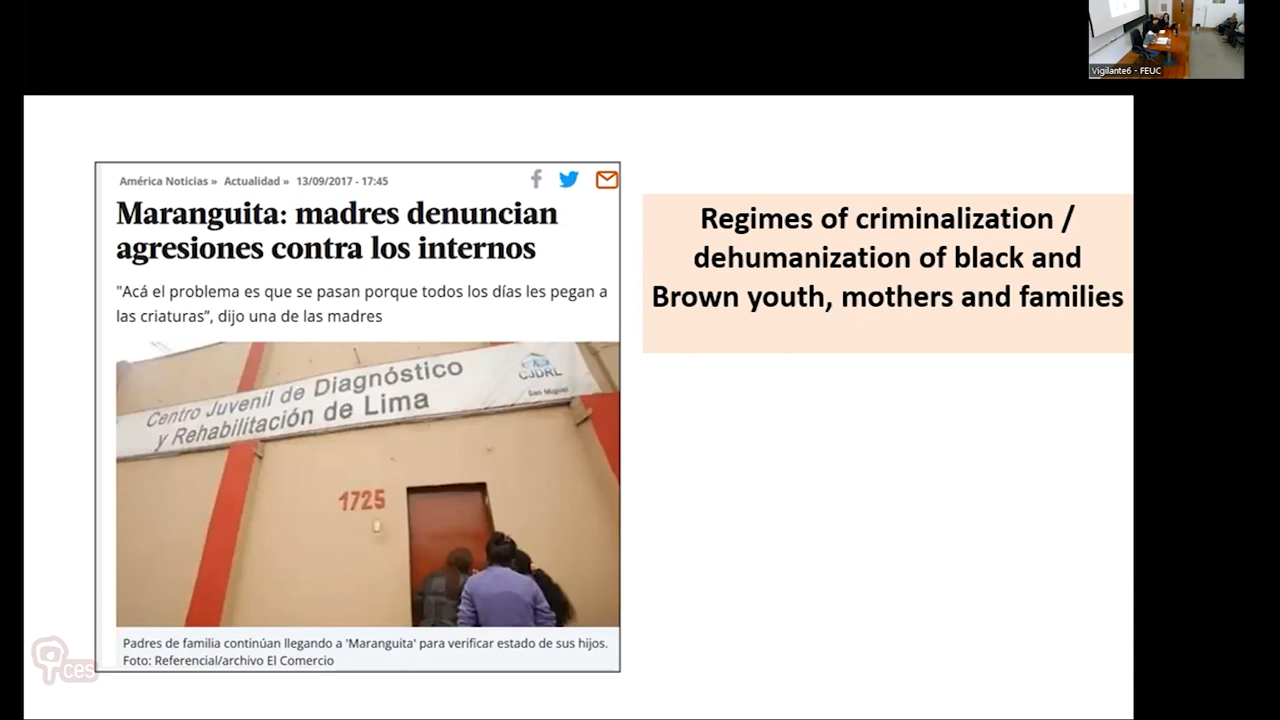 Vigilante6 - FEUC
América Noticias » Actualidad » 13/09/2017 - 17:45
Maranguita: madres denuncian
agresiones contra los internos
"Acá el problema es que se pasan porque todos los días les pegan a
las criaturas”, dijo una de las madres
Centro Juvenil de Diagnóstico
y Rehabilitación de Lima
CJDRL
San Miguel
1725
Padres de familia continúan llegando a 'Maranguita' para verificar estado de sus hijos.
Foto: Referencial/archivo El Comercio
Regimes of criminalization /
dehumanization of black and
Brown youth, mothers and families
ces